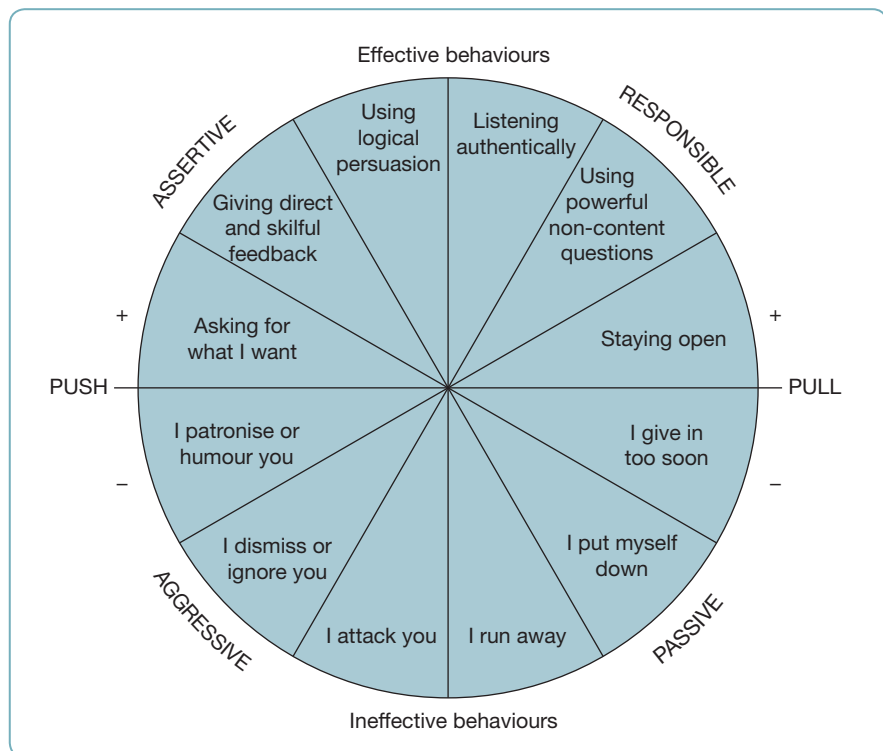 Effective behaviours
ASSERTIVE
RESPONSIBLE
Using
logical
persuasion
Listening
authentically
Giving direct
and skilful
feedback
Using
powerful
non-content
questions
Asking for
what I want
Staying open
+
+
PUSH
PULL
–
–
I patronise or
humour you
I give in
too soon
I dismiss or
ignore you
I put myself
down
I attack you
I run away
AGGRESSIVE
PASSIVE
Ineffective behaviours